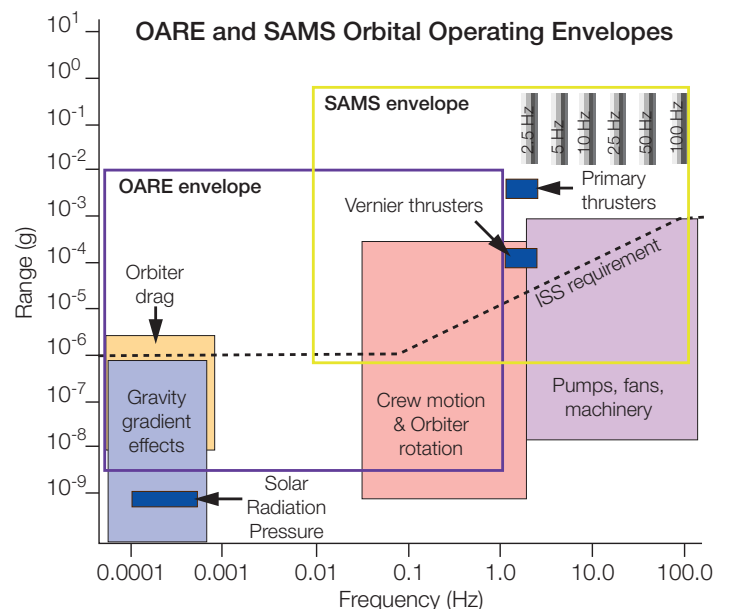 OARE and SAMS Orbital Operating Envelopes
10¹
10⁰
10⁻¹
10⁻²
10⁻³
10⁻⁴
10⁻⁵
10⁻⁶
10⁻⁷
10⁻⁸
10⁻⁹
Range (g)
SAMS envelope
2.5 Hz
5 Hz
10 Hz
25 Hz
50 Hz
100 Hz
OARE envelope
Primary
thrusters
Vernier thrusters
Orbiter
drag
ISS requirement
Gravity
gradient
effects
Crew motion
& Orbiter
rotation
Pumps, fans,
machinery
Solar
Radiation
Pressure
0.0001
0.001
0.01
0.1
1.0
10.0
100.0
Frequency (Hz)